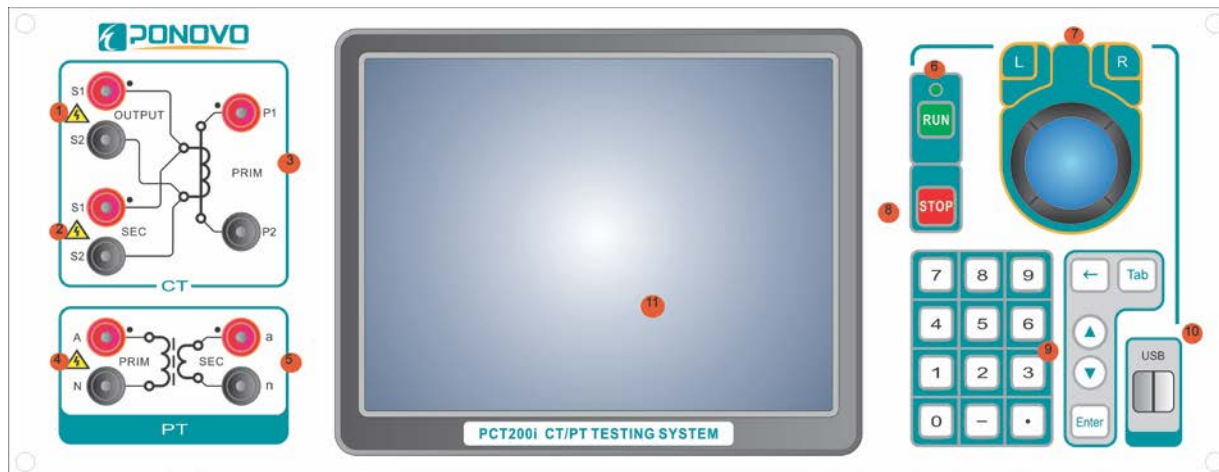 PONOVO
1
S1
OUTPUT
S2
P1
3
PRIM
2
S1
SEC
S2
P2
CT
4
A
PRIM
N
SEC
a
5
n
PT
11
PCT200i CT/PT TESTING SYSTEM
6
RUN
8
STOP
7
L
R
7 8 9
4 5 6
1 2 3
0 - .
9
← Tab
▲
▼
Enter
10
USB